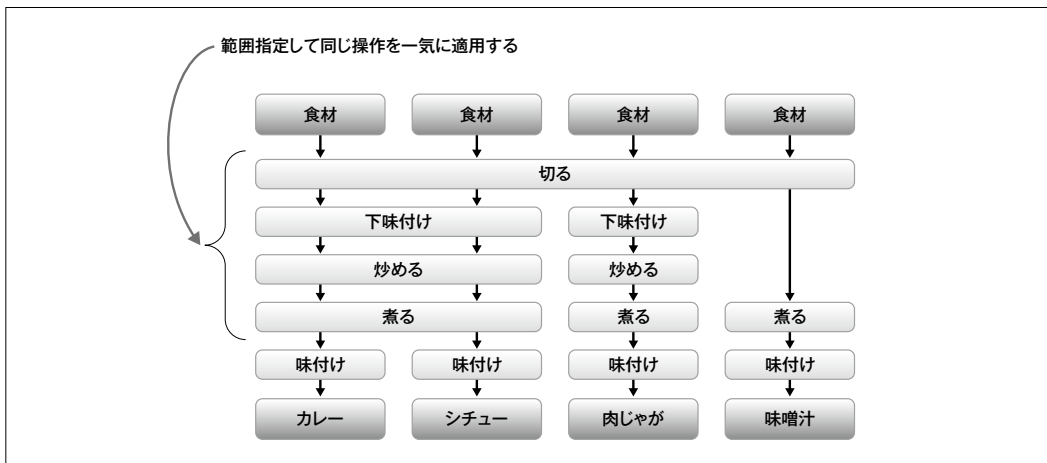 範囲指定して同じ操作を一気に適用する
食材 食材 食材 食材
切る
下味付け 下味付け
炒める 炒める
煮る 煮る 煮る
味付け 味付け 味付け 味付け
カレー シチュー 肉じゃが 味噌汁